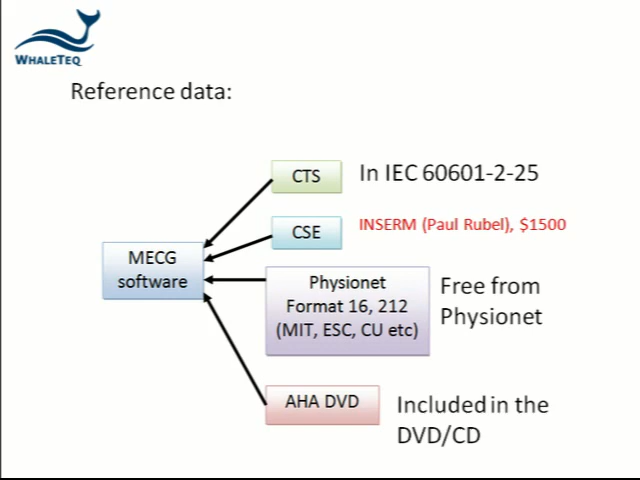 WHALETEQ
Reference data:
CTS
In IEC 60601-2-25
CSE
INSERM (Paul Rubel), $1500
MECG
software
Physionet
Format 16, 212
(MIT, ESC, CU etc)
Free from
Physionet
AHA DVD
Included in the
DVD/CD